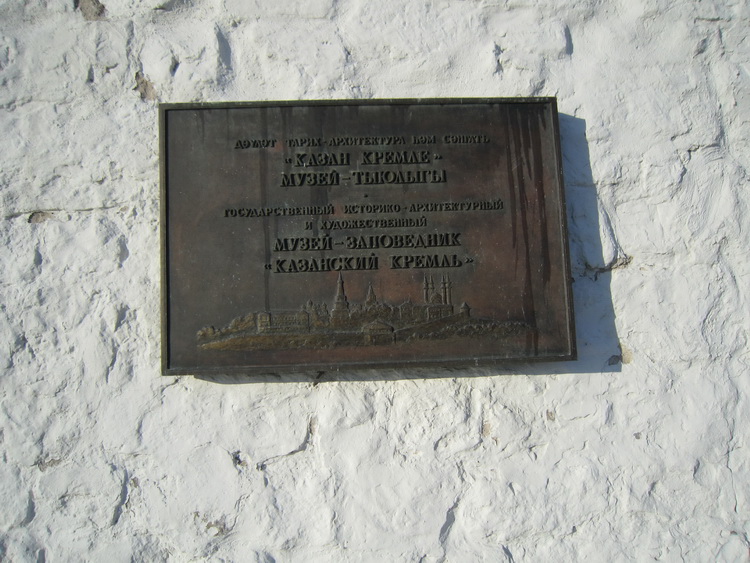 ДӘҮЛӘТ ТАРИХ-АРХИТЕКТУРА ҺӘМ СӘНГАТЬ
"КАЗАН КРЕМЛЕ"
МУЗЕЙ-ТЫЮЛЫГЫ
ГОСУДАРСТВЕННЫЙ ИСТОРИКО-АРХИТЕКТУРНЫЙ
И ХУДОЖЕСТВЕННЫЙ
МУЗЕЙ-ЗАПОВЕДНИК
"КАЗАНСКИЙ КРЕМЛЬ"